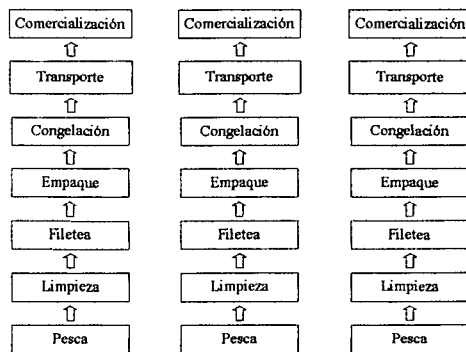 Comercialización Comercialización Comercialización
Transporte Transporte Transporte
Congelación Congelación Congelación
Empaque Empaque Empaque
Filetea Filetea Filetea
Limpieza Limpieza Limpieza
Pesca Pesca Pesca